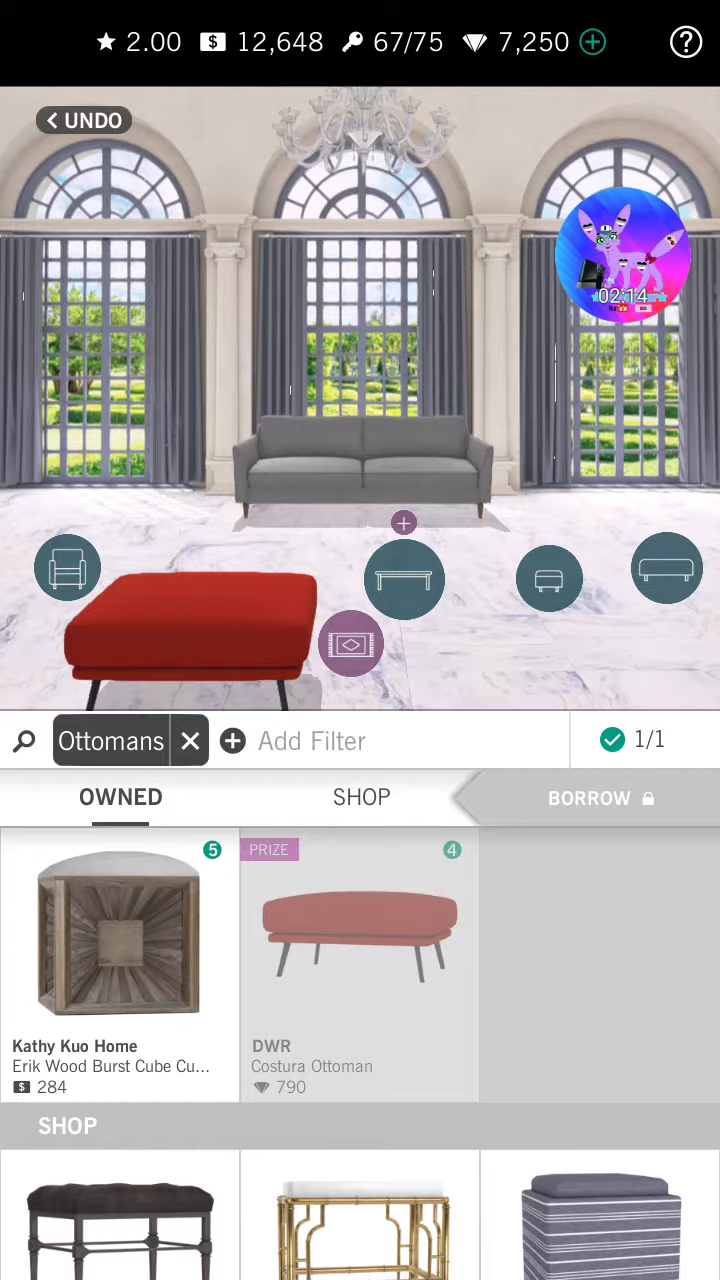 2.00 $ 12,648 67/75 7,250 ?
UNDO
02:14
Ottomans
Add Filter
1/1
OWNED
SHOP
BORROW
5
PRIZE
4
Kathy Kuo Home
Erik Wood Burst Cube Cu...
$ 284
DWR
Costura Ottoman
790
SHOP